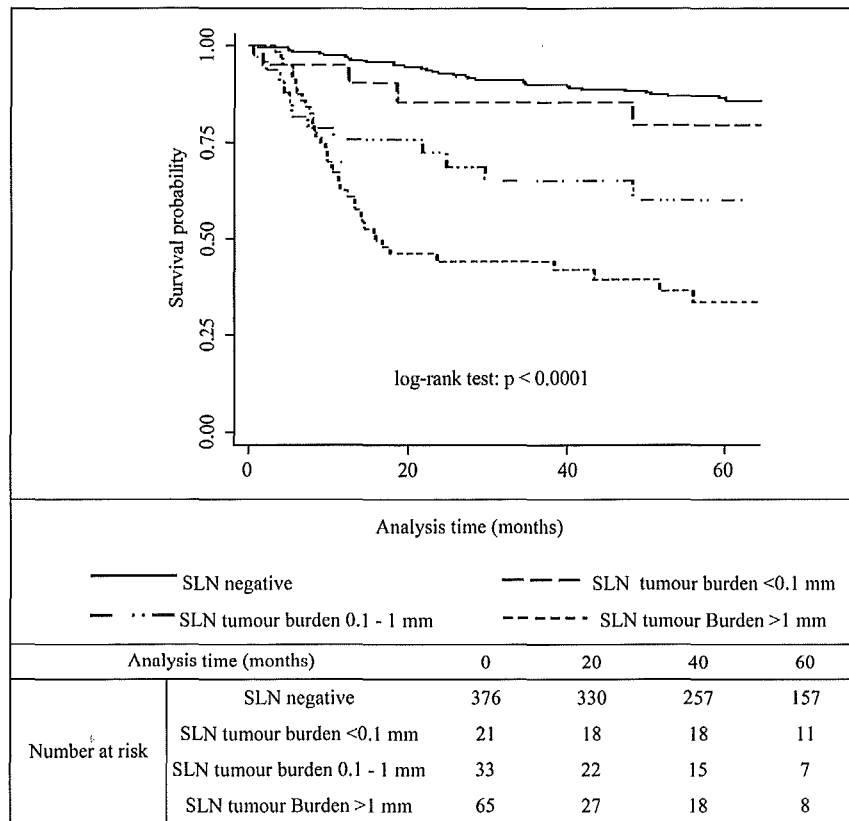 1.00
0.75
0.50
0.25
0.00
Survival probability
log-rank test: p < 0.0001
0 20 40 60
Analysis time (months)
SLN negative
SLN tumour burden <0.1 mm
SLN tumour burden 0.1 - 1 mm
SLN tumour Burden >1 mm
Analysis time (months) 0 20 40 60
Number at risk
SLN negative 376 330 257 157
SLN tumour burden <0.1 mm 21 18 18 11
SLN tumour burden 0.1 - 1 mm 33 22 15 7
SLN tumour Burden >1 mm 65 27 18 8